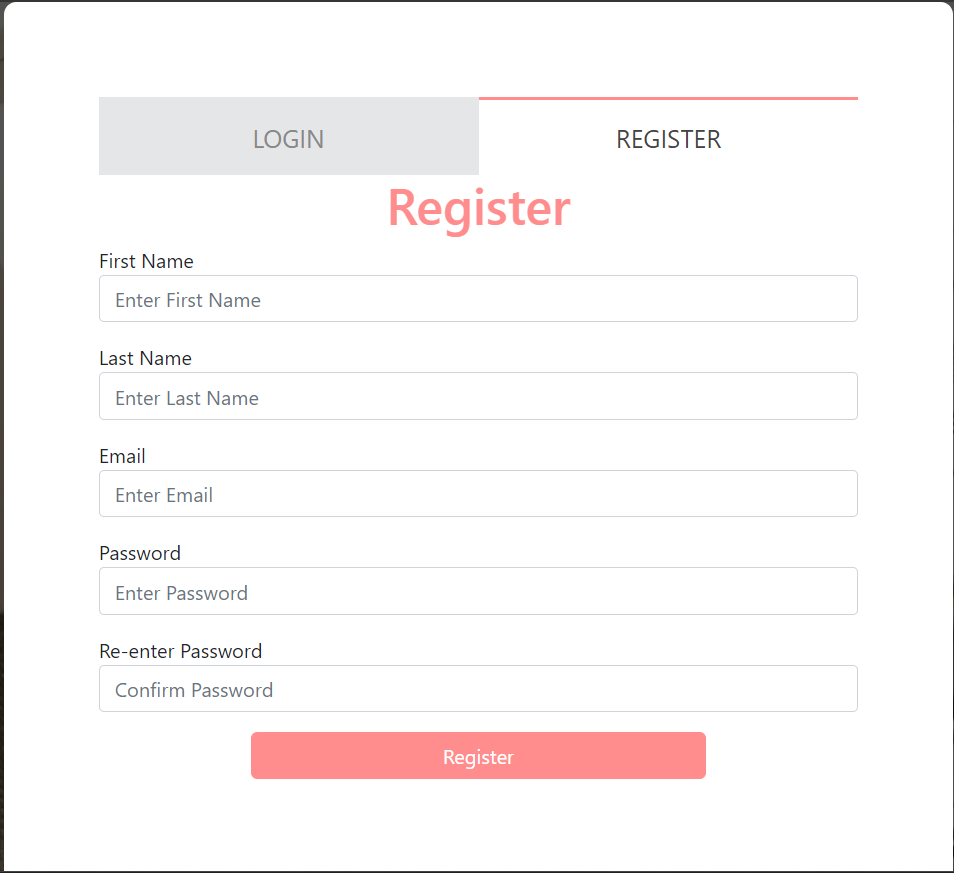 LOGIN REGISTER
Register
First Name
Enter First Name
Last Name
Enter Last Name
Email
Enter Email
Password
Enter Password
Re-enter Password
Confirm Password
Register